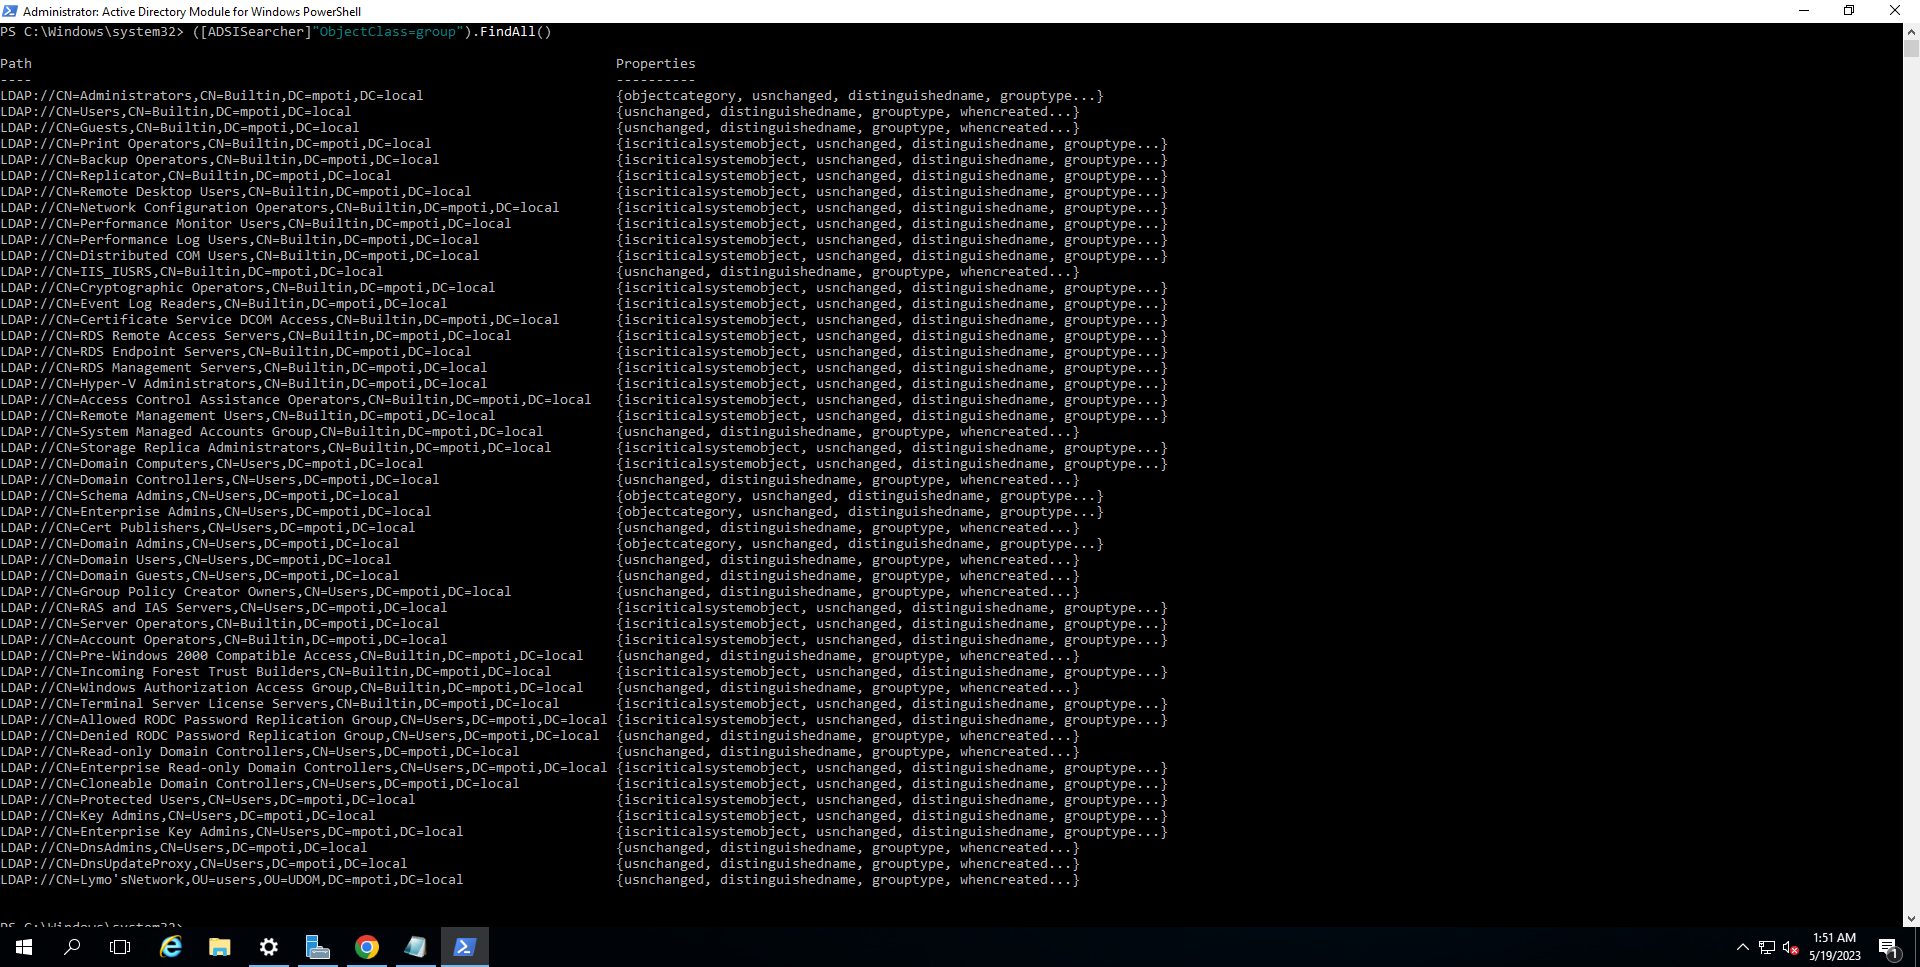 Administrator: Active Directory Module for Windows PowerShell
PS C:\Windows\system32> ([ADSISearcher]"ObjectClass=group").FindAll()
Path Properties
---- ----------
LDAP://CN=Administrators,CN=Builtin,DC=mpoti,DC=local {objectcategory, usnchanged, distinguishedname, grouptype...}
LDAP://CN=Users,CN=Builtin,DC=mpoti,DC=local {usnchanged, distinguishedname, grouptype, whencreated...}
LDAP://CN=Guests,CN=Builtin,DC=mpoti,DC=local {usnchanged, distinguishedname, grouptype, whencreated...}
LDAP://CN=Print Operators,CN=Builtin,DC=mpoti,DC=local {iscriticalsystemobject, usnchanged, distinguishedname, grouptype...}
LDAP://CN=Backup Operators,CN=Builtin,DC=mpoti,DC=local {iscriticalsystemobject, usnchanged, distinguishedname, grouptype...}
LDAP://CN=Replicator,CN=Builtin,DC=mpoti,DC=local {iscriticalsystemobject, usnchanged, distinguishedname, grouptype...}
LDAP://CN=Remote Desktop Users,CN=Builtin,DC=mpoti,DC=local {iscriticalsystemobject, usnchanged, distinguishedname, grouptype...}
LDAP://CN=Network Configuration Operators,CN=Builtin,DC=mpoti,DC=local {iscriticalsystemobject, usnchanged, distinguishedname, grouptype...}
LDAP://CN=Performance Monitor Users,CN=Builtin,DC=mpoti,DC=local {iscriticalsystemobject, usnchanged, distinguishedname, grouptype...}
LDAP://CN=Performance Log Users,CN=Builtin,DC=mpoti,DC=local {iscriticalsystemobject, usnchanged, distinguishedname, grouptype...}
LDAP://CN=Distributed COM Users,CN=Builtin,DC=mpoti,DC=local {iscriticalsystemobject, usnchanged, distinguishedname, grouptype...}
LDAP://CN=IIS_IUSRS,CN=Builtin,DC=mpoti,DC=local {usnchanged, distinguishedname, grouptype, whencreated...}
LDAP://CN=Cryptographic Operators,CN=Builtin,DC=mpoti,DC=local {iscriticalsystemobject, usnchanged, distinguishedname, grouptype...}
LDAP://CN=Event Log Readers,CN=Builtin,DC=mpoti,DC=local {iscriticalsystemobject, usnchanged, distinguishedname, grouptype...}
LDAP://CN=Certificate Service DCOM Access,CN=Builtin,DC=mpoti,DC=local {iscriticalsystemobject, usnchanged, distinguishedname, grouptype...}
LDAP://CN=RDS Remote Access Servers,CN=Builtin,DC=mpoti,DC=local {iscriticalsystemobject, usnchanged, distinguishedname, grouptype...}
LDAP://CN=RDS Endpoint Servers,CN=Builtin,DC=mpoti,DC=local {iscriticalsystemobject, usnchanged, distinguishedname, grouptype...}
LDAP://CN=RDS Management Servers,CN=Builtin,DC=mpoti,DC=local {iscriticalsystemobject, usnchanged, distinguishedname, grouptype...}
LDAP://CN=Hyper-V Administrators,CN=Builtin,DC=mpoti,DC=local {iscriticalsystemobject, usnchanged, distinguishedname, grouptype...}
LDAP://CN=Access Control Assistance Operators,CN=Builtin,DC=mpoti,DC=local {iscriticalsystemobject, usnchanged, distinguishedname, grouptype...}
LDAP://CN=Remote Management Users,CN=Builtin,DC=mpoti,DC=local {iscriticalsystemobject, usnchanged, distinguishedname, grouptype...}
LDAP://CN=System Managed Accounts Group,CN=Builtin,DC=mpoti,DC=local {usnchanged, distinguishedname, grouptype, whencreated...}
LDAP://CN=Storage Replica Administrators,CN=Builtin,DC=mpoti,DC=local {iscriticalsystemobject, usnchanged, distinguishedname, grouptype...}
LDAP://CN=Domain Computers,CN=Users,DC=mpoti,DC=local {iscriticalsystemobject, usnchanged, distinguishedname, grouptype...}
LDAP://CN=Domain Controllers,CN=Users,DC=mpoti,DC=local {usnchanged, distinguishedname, grouptype, whencreated...}
LDAP://CN=Schema Admins,CN=Users,DC=mpoti,DC=local {objectcategory, usnchanged, distinguishedname, grouptype...}
LDAP://CN=Enterprise Admins,CN=Users,DC=mpoti,DC=local {objectcategory, usnchanged, distinguishedname, grouptype...}
LDAP://CN=Cert Publishers,CN=Users,DC=mpoti,DC=local {usnchanged, distinguishedname, grouptype, whencreated...}
LDAP://CN=Domain Admins,CN=Users,DC=mpoti,DC=local {objectcategory, usnchanged, distinguishedname, grouptype...}
LDAP://CN=Domain Users,CN=Users,DC=mpoti,DC=local {usnchanged, distinguishedname, grouptype, whencreated...}
LDAP://CN=Domain Guests,CN=Users,DC=mpoti,DC=local {usnchanged, distinguishedname, grouptype, whencreated...}
LDAP://CN=Group Policy Creator Owners,CN=Users,DC=mpoti,DC=local {usnchanged, distinguishedname, grouptype, whencreated...}
LDAP://CN=RAS and IAS Servers,CN=Users,DC=mpoti,DC=local {iscriticalsystemobject, usnchanged, distinguishedname, grouptype...}
LDAP://CN=Server Operators,CN=Builtin,DC=mpoti,DC=local {iscriticalsystemobject, usnchanged, distinguishedname, grouptype...}
LDAP://CN=Account Operators,CN=Builtin,DC=mpoti,DC=local {iscriticalsystemobject, usnchanged, distinguishedname, grouptype...}
LDAP://CN=Pre-Windows 2000 Compatible Access,CN=Builtin,DC=mpoti,DC=local {usnchanged, distinguishedname, grouptype, whencreated...}
LDAP://CN=Incoming Forest Trust Builders,CN=Builtin,DC=mpoti,DC=local {iscriticalsystemobject, usnchanged, distinguishedname, grouptype...}
LDAP://CN=Windows Authorization Access Group,CN=Builtin,DC=mpoti,DC=local {usnchanged, distinguishedname, grouptype, whencreated...}
LDAP://CN=Terminal Server License Servers,CN=Builtin,DC=mpoti,DC=local {iscriticalsystemobject, usnchanged, distinguishedname, grouptype...}
LDAP://CN=Allowed RODC Password Replication Group,CN=Users,DC=mpoti,DC=local {iscriticalsystemobject, usnchanged, distinguishedname, grouptype...}
LDAP://CN=Denied RODC Password Replication Group,CN=Users,DC=mpoti,DC=local {usnchanged, distinguishedname, grouptype, whencreated...}
LDAP://CN=Read-only Domain Controllers,CN=Users,DC=mpoti,DC=local {usnchanged, distinguishedname, grouptype, whencreated...}
LDAP://CN=Enterprise Read-only Domain Controllers,CN=Users,DC=mpoti,DC=local {iscriticalsystemobject, usnchanged, distinguishedname, grouptype...}
LDAP://CN=Cloneable Domain Controllers,CN=Users,DC=mpoti,DC=local {iscriticalsystemobject, usnchanged, distinguishedname, grouptype...}
LDAP://CN=Protected Users,CN=Users,DC=mpoti,DC=local {iscriticalsystemobject, usnchanged, distinguishedname, grouptype...}
LDAP://CN=Key Admins,CN=Users,DC=mpoti,DC=local {iscriticalsystemobject, usnchanged, distinguishedname, grouptype...}
LDAP://CN=Enterprise Key Admins,CN=Users,DC=mpoti,DC=local {iscriticalsystemobject, usnchanged, distinguishedname, grouptype...}
LDAP://CN=DnsAdmins,CN=Users,DC=mpoti,DC=local {usnchanged, distinguishedname, grouptype, whencreated...}
LDAP://CN=DnsUpdateProxy,CN=Users,DC=mpoti,DC=local {usnchanged, distinguishedname, grouptype, whencreated...}
LDAP://CN=Lymo'sNetwork,OU=users,OU=UDOM,DC=mpoti,DC=local {usnchanged, distinguishedname, grouptype, whencreated...}
PS C:\Windows\system32>
1:51 AM
5/19/2023
1